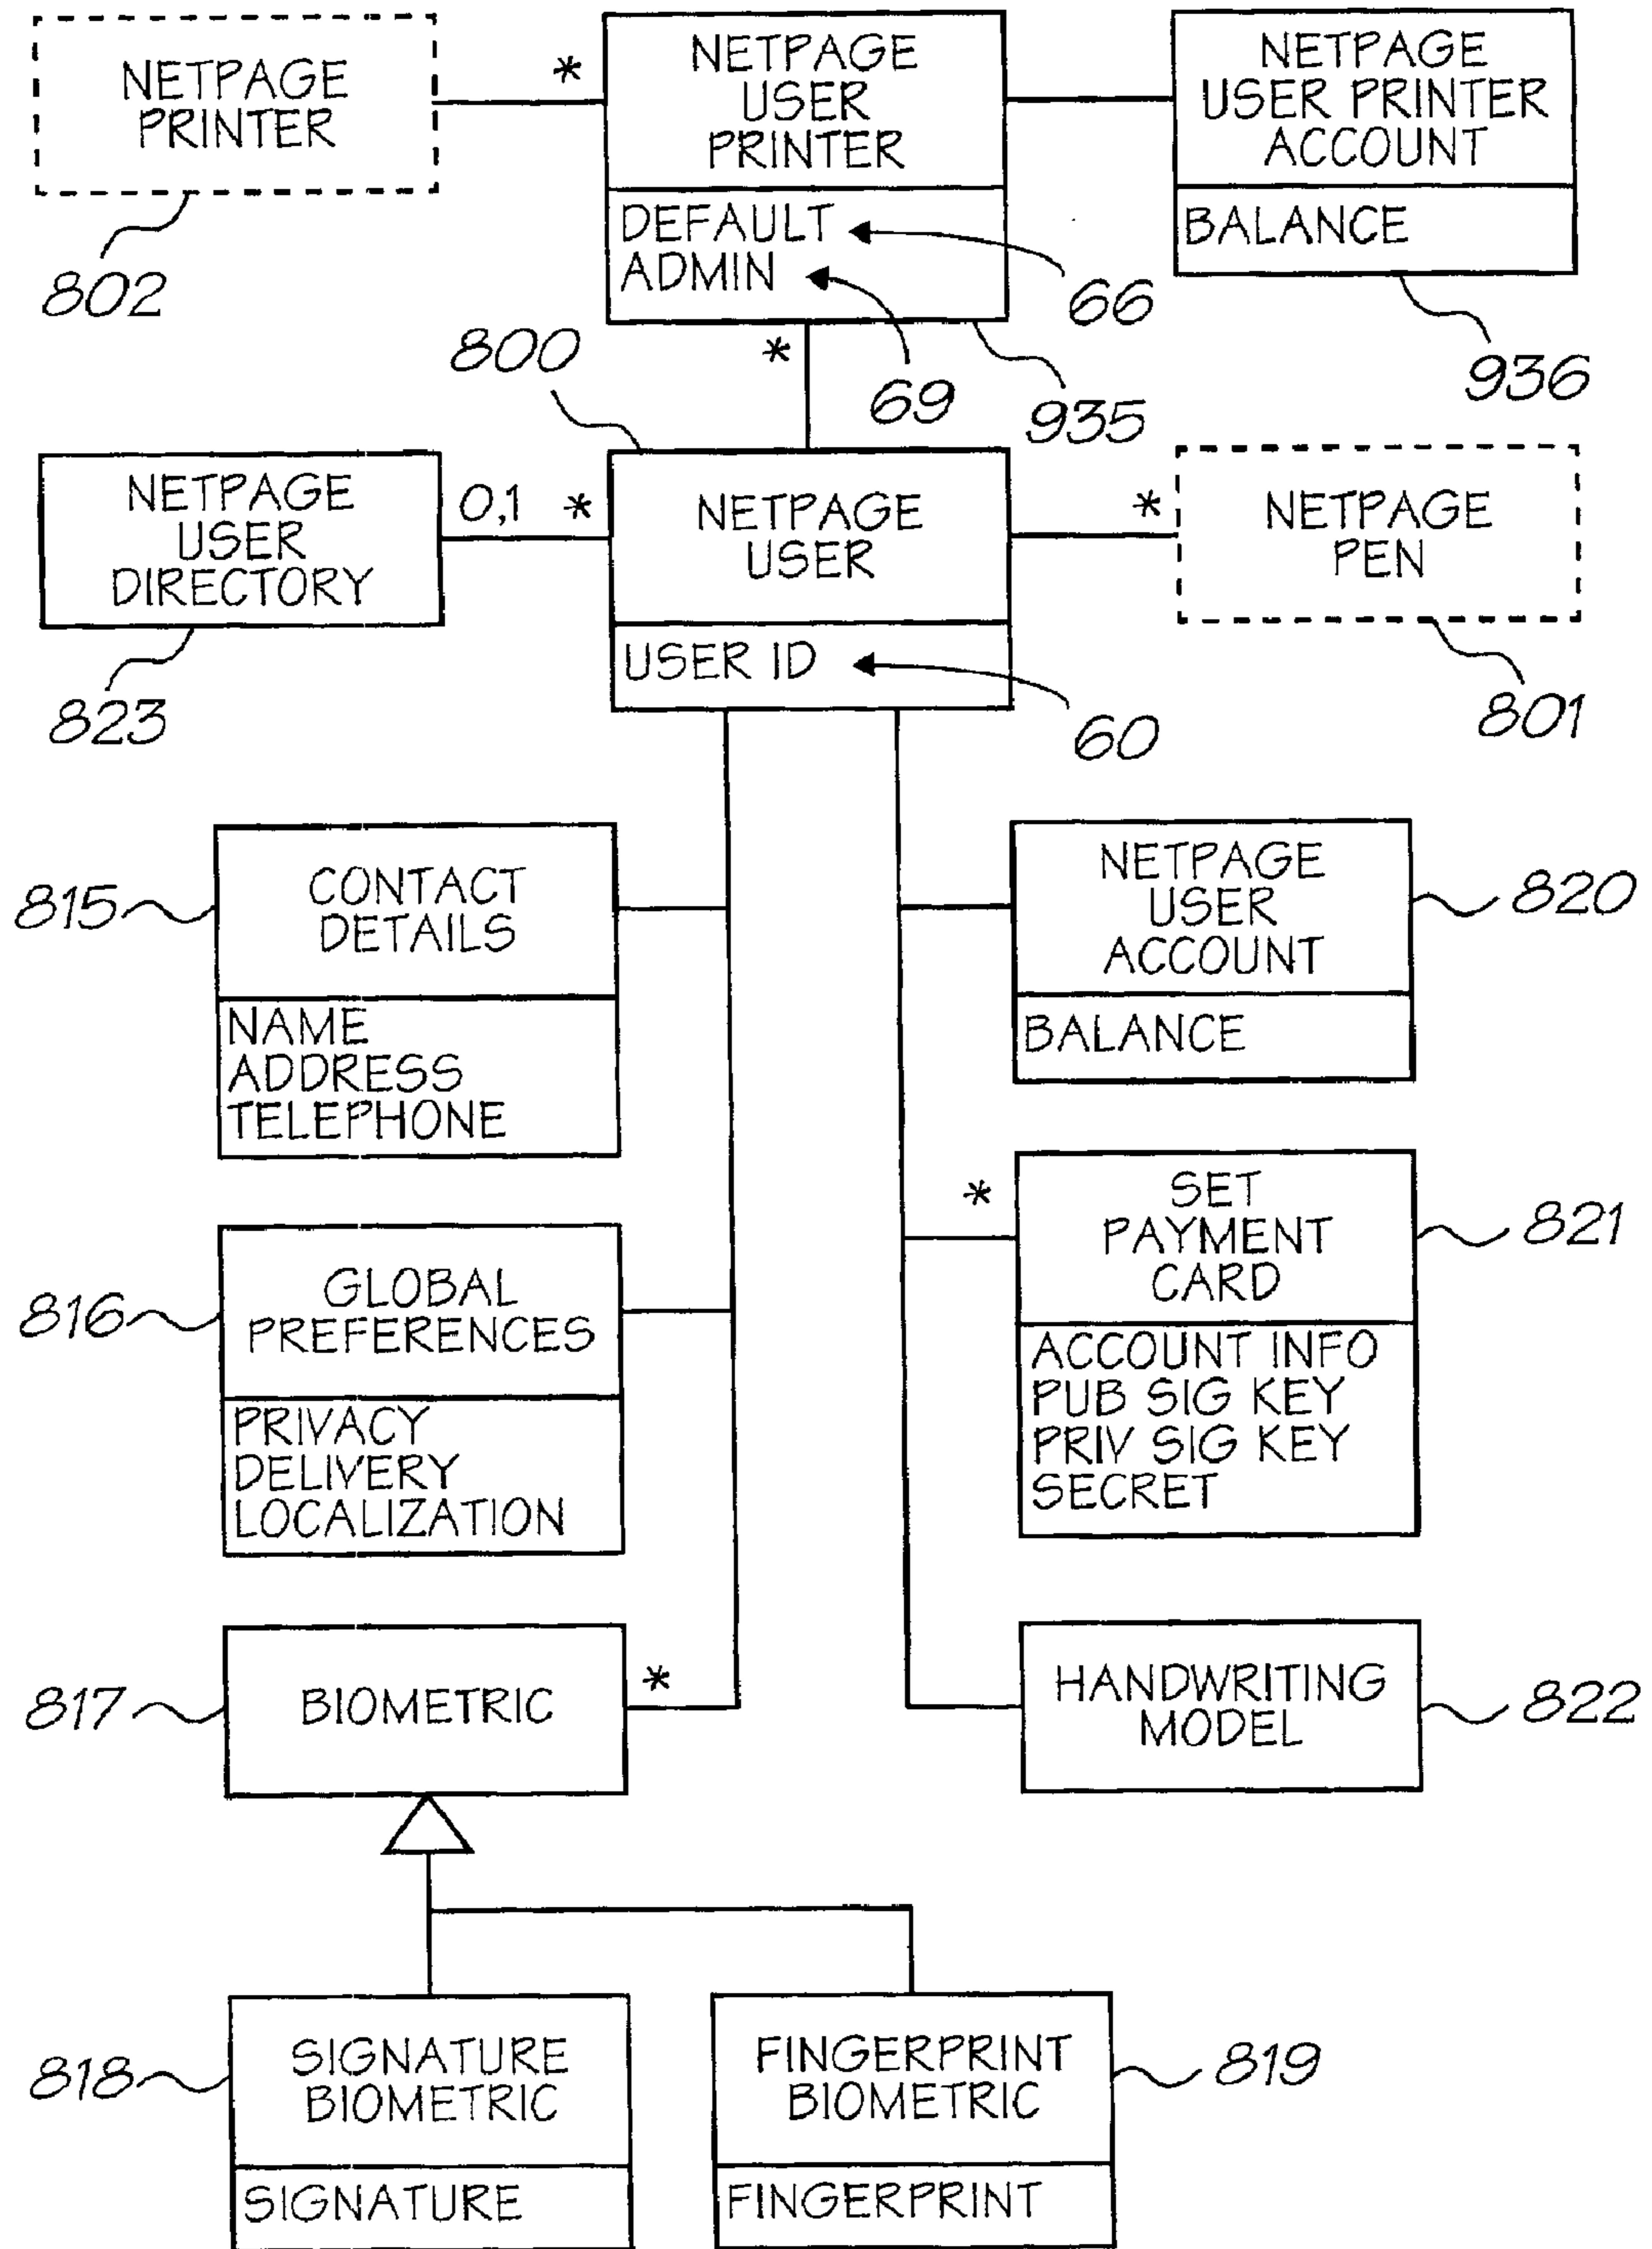 NETPAGE
PRINTER
802
*
NETPAGE
USER
PRINTER
DEFAULT
ADMIN
66
69
935
*
NETPAGE
USER PRINTER
ACCOUNT
BALANCE
936
800
NETPAGE
USER
DIRECTORY
823
0,1 *
NETPAGE
USER
USER ID
60
*
NETPAGE
PEN
801
815
CONTACT
DETAILS
NAME
ADDRESS
TELEPHONE
NETPAGE
USER
ACCOUNT
BALANCE
820
816
GLOBAL
PREFERENCES
PRIVACY
DELIVERY
LOCALIZATION
*
SET
PAYMENT
CARD
ACCOUNT INFO
PUB SIG KEY
PRIV SIG KEY
SECRET
821
817
BIOMETRIC
*
HANDWRITING
MODEL
822
818
SIGNATURE
BIOMETRIC
SIGNATURE
FINGERPRINT
BIOMETRIC
FINGERPRINT
819